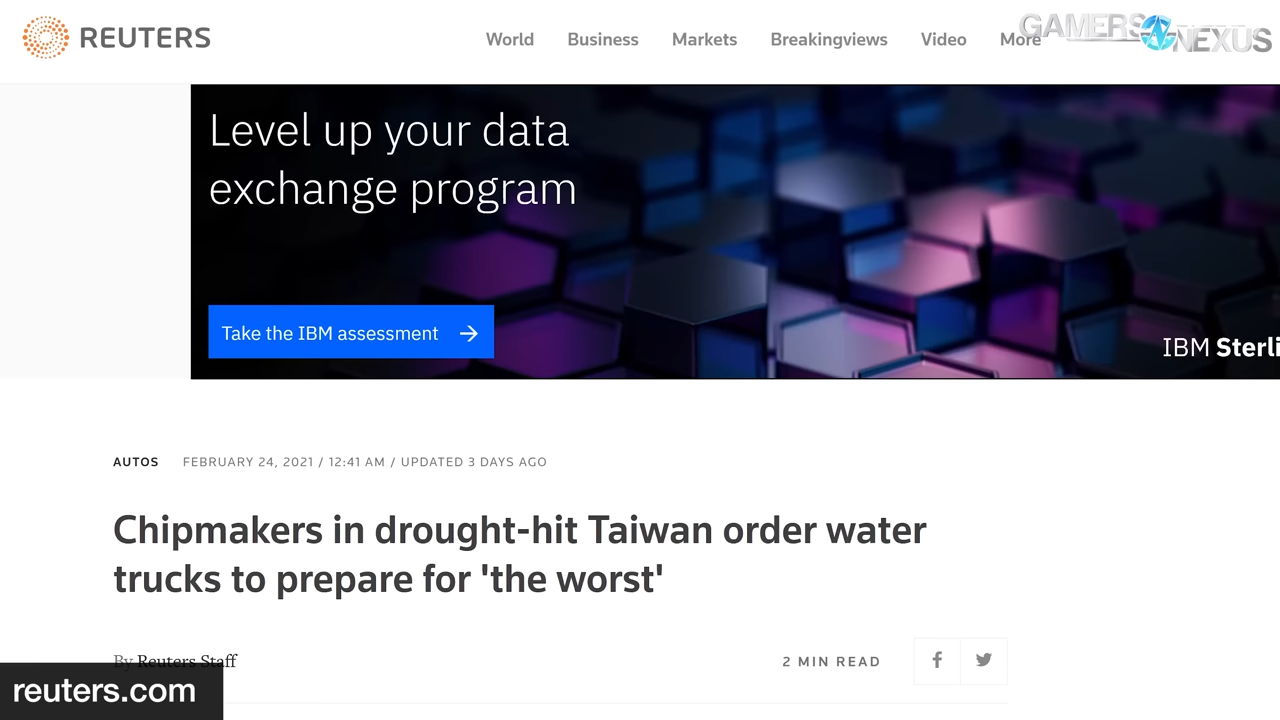 REUTERS
World Business Markets Breakingviews Video More
GAMERS NEXUS
Level up your data
exchange program
Take the IBM assessment
IBM Sterli
AUTOS FEBRUARY 24, 2021 / 12:41 AM / UPDATED 3 DAYS AGO
Chipmakers in drought-hit Taiwan order water
trucks to prepare for 'the worst'
By Reuters Staff
2 MIN READ
reuters.com